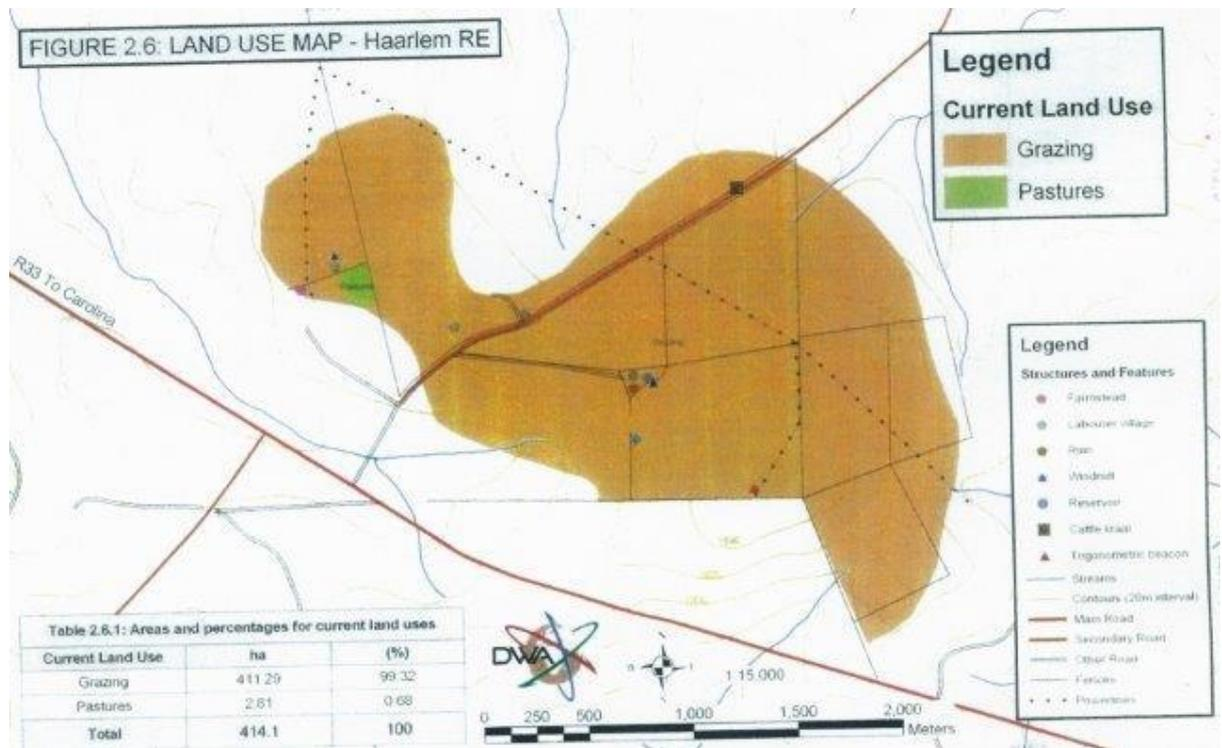 FIGURE 2.6: LAND USE MAP - Haarlem RE
Legend
Current Land Use
Grazing
Pastures
R33 To Carolina
Legend
Structures and Features
Farmstead
Labourer village
Ruin
Windmill
Reservoir
Cattle kraal
Trigonometric beacon
Streams
Contours (20m interval)
Main Road
Secondary Road
Other Road
Fences
Powerlines
Table 2.6.1: Areas and percentages for current land uses
Current Land Use ha (%)
Grazing 411.29 99.32
Pastures 2.81 0.68
Total 414.1 100
DWA
1:15.000
0 250 500 1,000 1,500 2,000
Meters